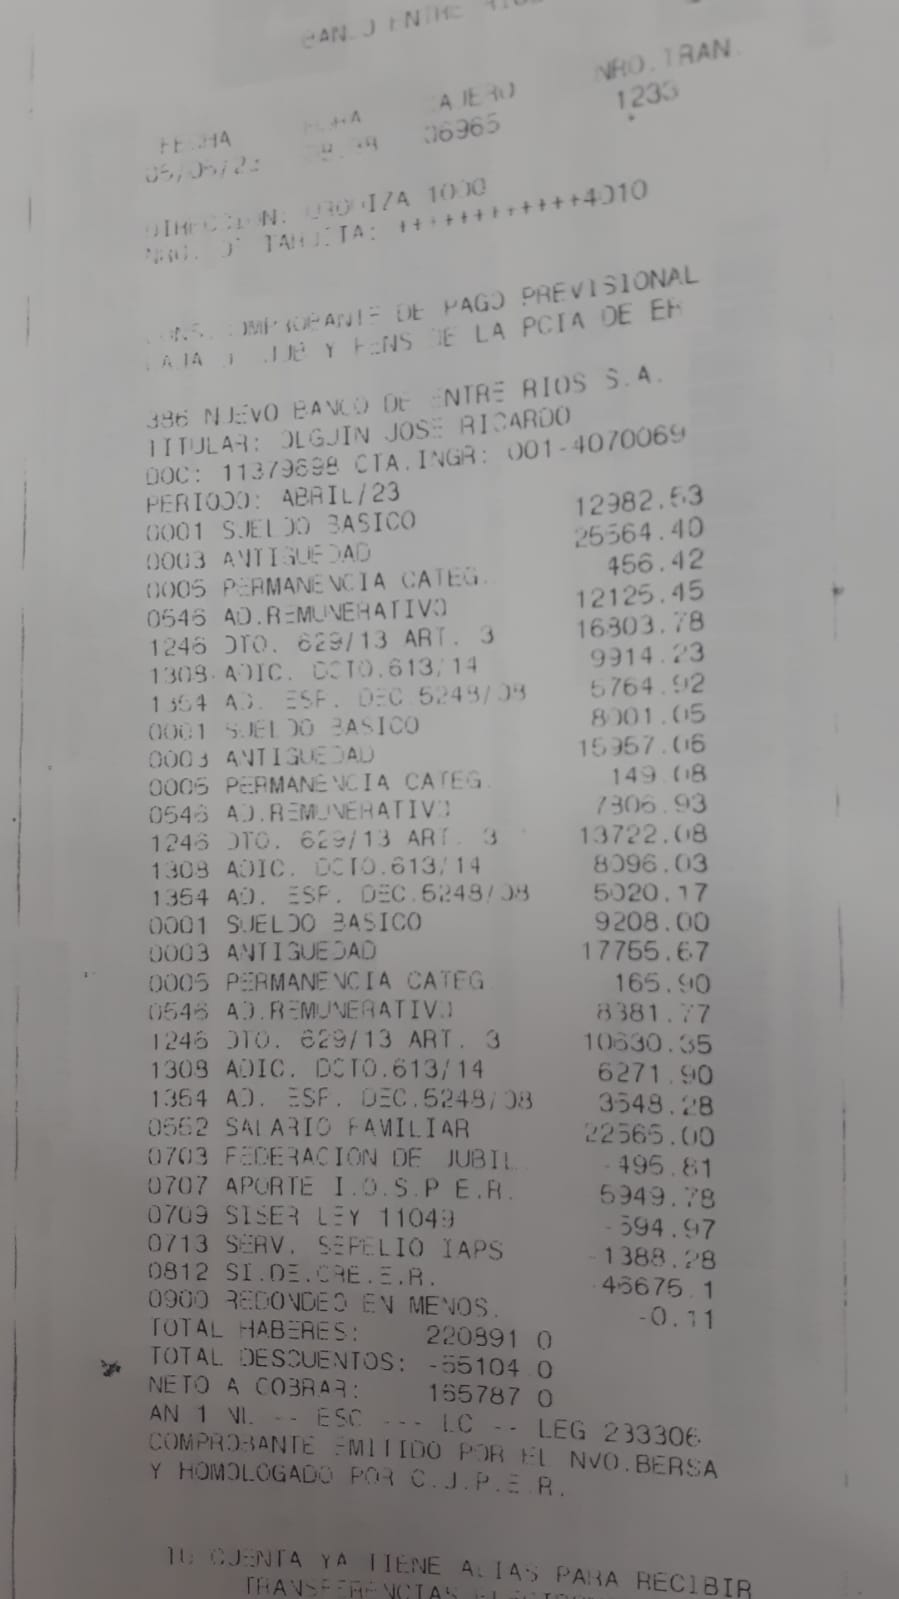 NRO.TRAN.
FECHA CAJERO 1233
06965
DIRECCION: URQUIZA 1000
NRO. DE TARJETA: ++++++++++++4010
CONS. COMPROBANTE DE PAGO PREVISIONAL
CAJA D JUB Y PENS DE LA PCIA DE ER
386 NUEVO BANCO DE ENTRE RIOS S.A.
TITULAR: OLGUIN JOSE RICARDO
DOC: 11379698 CTA.INGR: 001-4070069
PERIODO: ABRIL/23
0001 SUELDO BASICO 12982.53
0003 ANTIGUEDAD 25564.40
0005 PERMANENCIA CATEG. 456.42
0546 AD.REMUNERATIVO 12125.45
1246 DTO. 629/13 ART. 3 16803.78
1308 ADIC. DCTO.613/14 9914.23
1354 AD. ESP. DEC.5248/08 5764.92
0001 SUELDO BASICO 8001.05
0003 ANTIGUEDAD 15957.06
0005 PERMANENCIA CATEG. 149.08
0546 AD.REMUNERATIVO 7306.93
1246 DTO. 629/13 ART. 3 13722.08
1308 ADIC. DCTO.613/14 8096.03
1354 AD. ESP. DEC.5248/08 5020.17
0001 SUELDO BASICO 9208.00
0003 ANTIGUEDAD 17755.67
0005 PERMANENCIA CATEG 165.90
0546 AD.REMUNERATIVO 8381.77
1246 DTO. 629/13 ART. 3 10630.35
1308 ADIC. DCTO.613/14 6271.90
1354 AD. ESP. DEC.5248/08 3548.28
0552 SALARIO FAMILIAR 22565.00
0703 FEDERACION DE JUBIL. -495.81
0707 APORTE I.O.S.P E.R. 5949.78
0709 SISER LEY 11049 -594.97
0713 SERV. SEPELIO IAPS -1388.28
0812 SI.DE.CRE.E.R. -46675.1
0900 REDONDEO EN MENOS. -0.11
TOTAL HABERES: 220891 0
TOTAL DESCUENTOS: -55104 0
NETO A COBRAR: 165787 0
AN 1 NI. -- ESC --- LC -- LEG 233306
COMPROBANTE EMITIDO POR EL NVO.BERSA
Y HOMOLOGADO POR C.J.P.E.R.
TU CUENTA YA TIENE ALIAS PARA RECIBIR
TRANSFERENCIAS